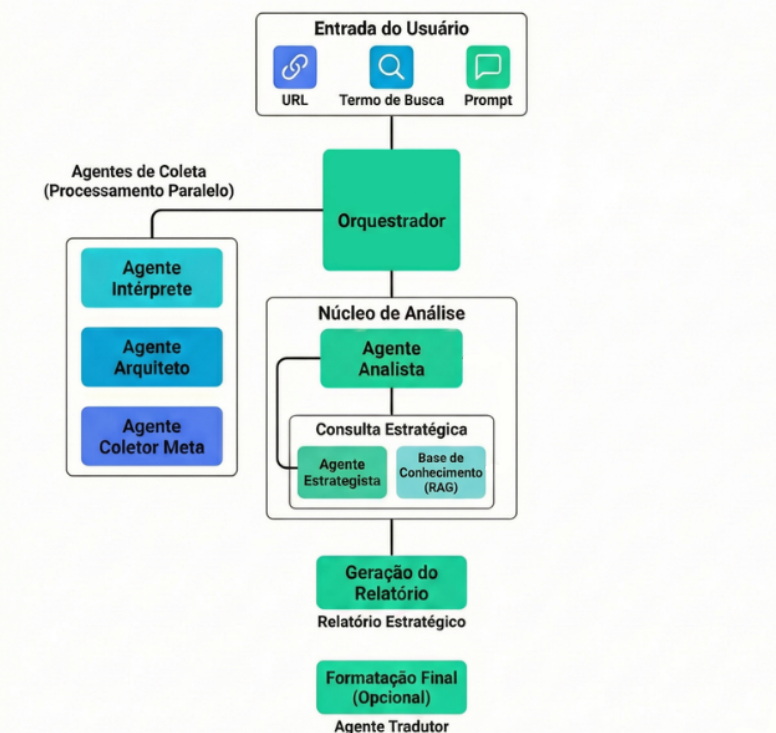 Entrada do Usuário
URL
Termo de Busca
Prompt
Agentes de Coleta
(Processamento Paralelo)
Orquestrador
Agente
Intérprete
Agente
Arquiteto
Agente
Coletor Meta
Núcleo de Análise
Agente
Analista
Consulta Estratégica
Agente
Estrategista
Base de
Conhecimento
(RAG)
Geração do
Relatório
Relatório Estratégico
Formatação Final
(Opcional)
Agente Tradutor